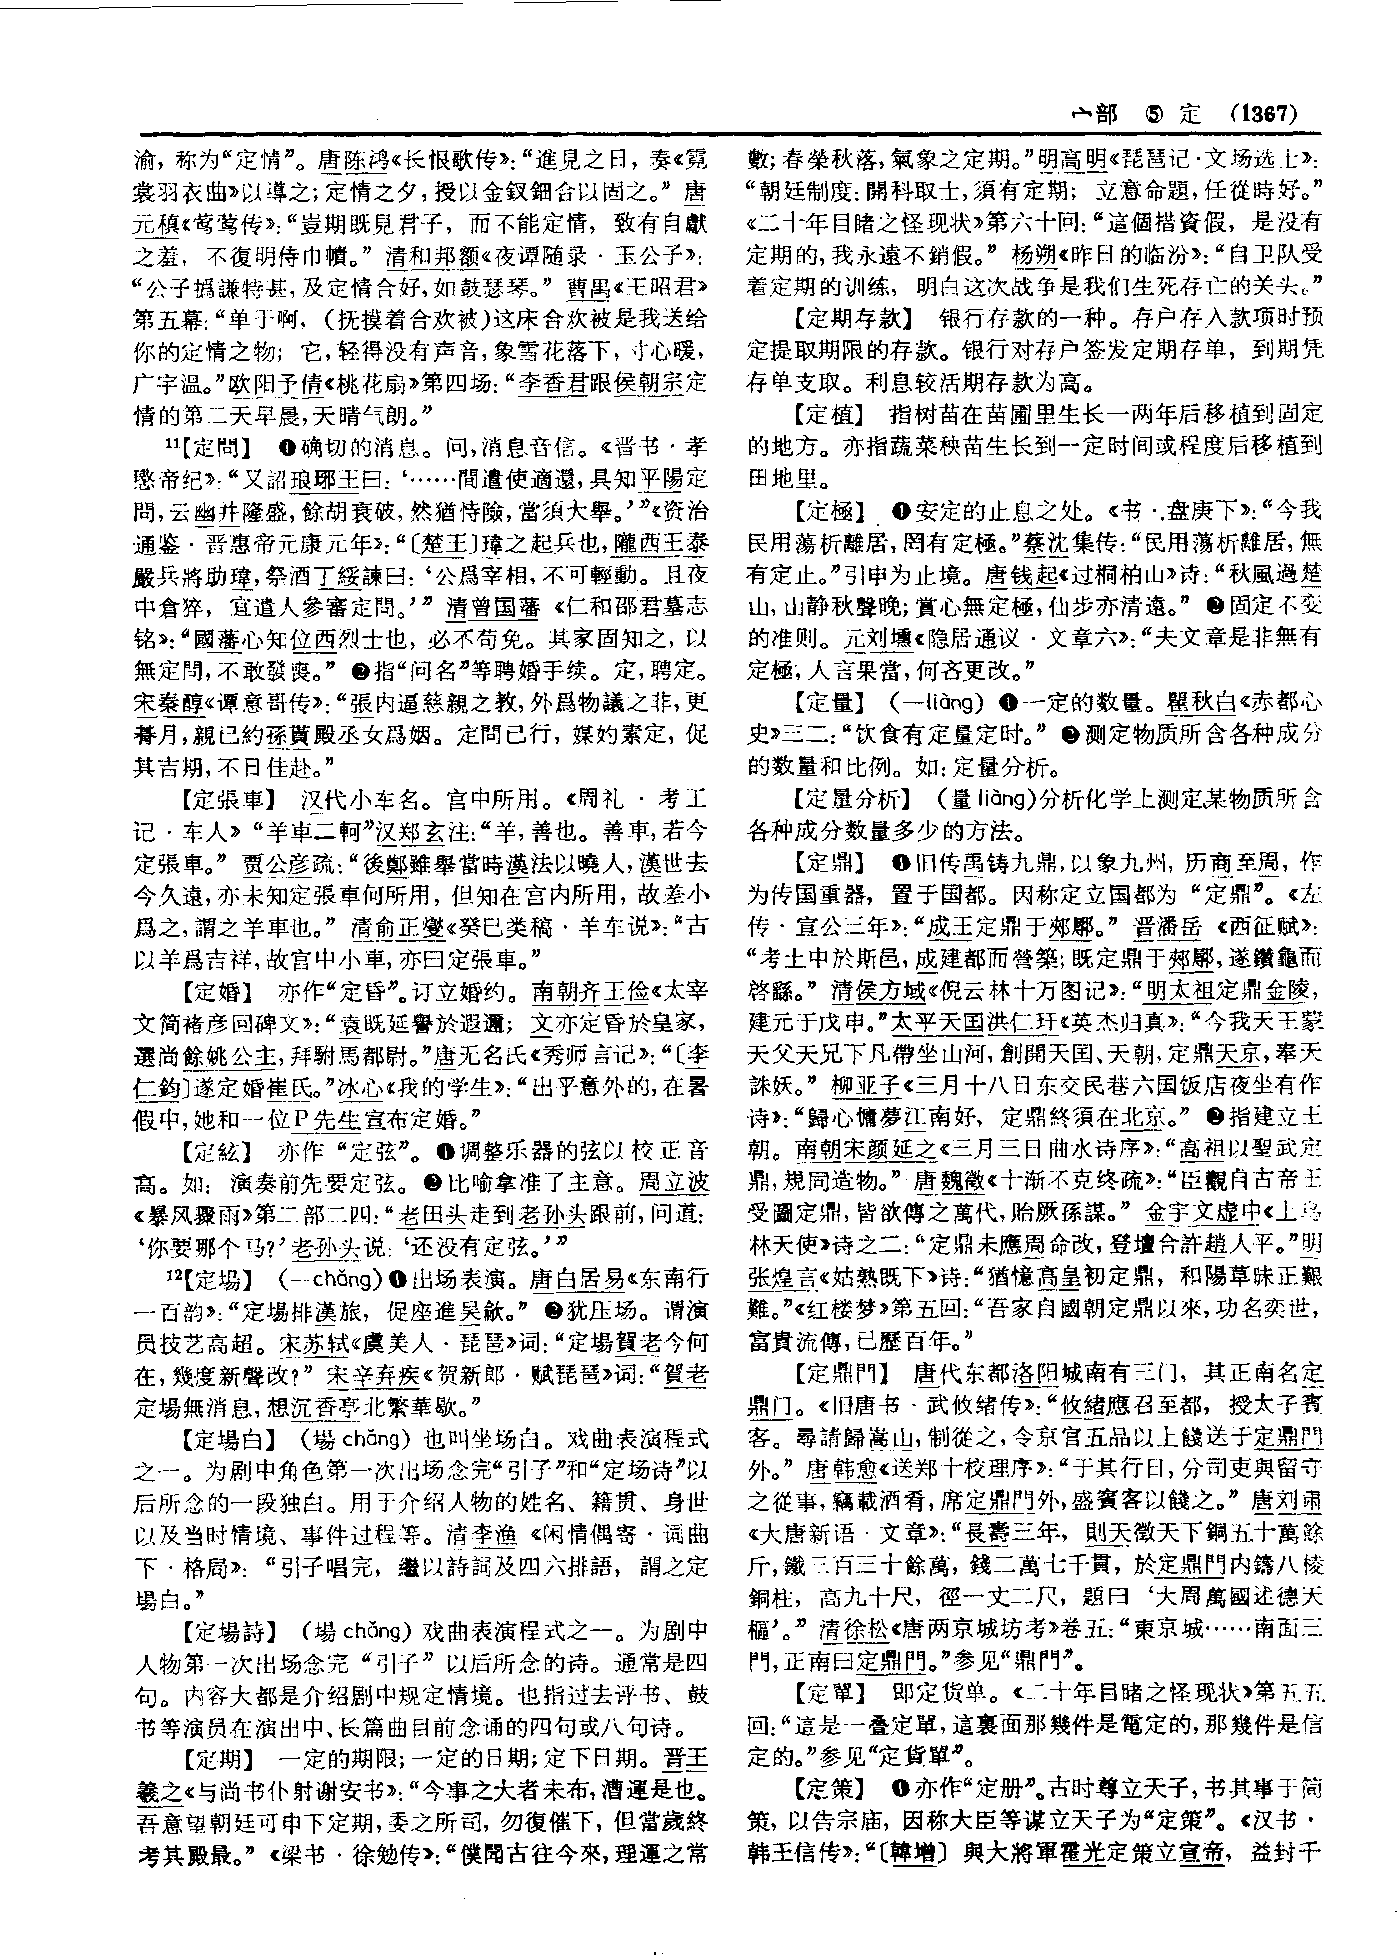 宀部 ⑤ 定 (1367)
渝，称为“定情”。唐陈鸿《长恨歌传》：“進見之日，奏《霓
裳羽衣曲》以導之；定情之夕，授以金釵鈿合以固之。” 唐
元稹《莺莺传》：“豈期既見君子，而不能定情，致有自獻
之羞，不復明侍巾幘。” 清和邦额《夜谭随录·玉公子》：
“公子撝謙特甚，及定情合好，如鼓瑟琴。” 曹禺《王昭君》
第五幕：“单于啊，（抚摸着合欢被）这床合欢被是我送给
你的定情之物；它，轻得没有声音，象雪花落下，寸心暖，
广宇温。”欧阳予倩《桃花扇》第四场：“李香君跟侯朝宗定
情的第二天早晨，天晴气朗。”
11【定問】 ❶确切的消息。问，消息音信。《晋书·孝
愍帝纪》：“又詔琅琊王曰：‘……間遣使適還，具知平陽定
問，云幽并隆盛，餘胡衰破，然猶恃險，當須大舉。’”《资治
通鉴·晋惠帝元康元年》：“〔楚王〕瑋之起兵也，隴西王泰
嚴兵將助瑋，祭酒丁綏諫曰：‘公爲宰相，不可輕動。且夜
中倉猝，宜遣人參審定問。’” 清曾国藩《仁和邵君墓志
铭》：“國藩心知位西烈士也，必不苟免。其家固知之，以
無定問，不敢發喪。” ❷指“问名”等聘婚手续。定，聘定。
宋秦醇《谭意哥传》：“張内逼慈親之教，外爲物議之非，更
朞月，親已約孫貰殿丞女爲姻。定問已行，媒妁素定，促
其吉期，不日佳赴。”
【定張車】 汉代小车名。宫中所用。《周礼·考工
记·车人》“羊車二軻”汉郑玄注：“羊，善也。善車，若今
定張車。” 贾公彦疏：“後鄭雖舉當時漢法以曉人，漢世去
今久遠，亦未知定張車何所用，但知在宫内所用，故差小
爲之，謂之羊車也。” 清俞正燮《癸巳类稿·羊车说》：“古
以羊爲吉祥，故宫中小車，亦曰定張車。”
【定婚】 亦作“定昏”。订立婚约。南朝齐王俭《太宰
文简褚彦回碑文》：“袁既延譽於遐邇；文亦定昏於皇家，
選尚餘姚公主，拜駙馬都尉。”唐无名氏《秀师言记》：“〔李
仁鈞〕遂定婚崔氏。”冰心《我的学生》：“出乎意外的，在暑
假中，她和一位P先生宣布定婚。”
【定絃】 亦作“定弦”。❶调整乐器的弦以校正音
高。如：演奏前先要定弦。❷比喻拿准了主意。周立波
《暴风骤雨》第二部二四：“老田头走到老孙头跟前，问道：
‘你要那个马？’老孙头说：‘还没有定弦。’”
12【定場】 （—chǎng）❶出场表演。唐白居易《东南行
一百韵》：“定場排漢旅，促座進吴歈。” ❷犹压场。谓演
员技艺高超。宋苏轼《虞美人·琵琶》词：“定場賀老今何
在，幾度新聲改？” 宋辛弃疾《贺新郎·赋琵琶》词：“賀老
定場無消息，想沉香亭北繁華歇。”
【定場白】 （場chǎng）也叫坐场白。戏曲表演程式
之一。为剧中角色第一次出场念完“引子”和“定场诗”以
后所念的一段独白。用于介绍人物的姓名、籍贯、身世
以及当时情境、事件过程等。清李渔《闲情偶寄·词曲
下·格局》：“引子唱完，繼以詩詞及四六排語，謂之定
場白。”
【定場詩】 （場chǎng）戏曲表演程式之一。为剧中
人物第一次出场念完“引子”以后所念的诗。通常是四
句。内容大都是介绍剧中规定情境。也指过去评书、鼓
书等演员在演出中、长篇曲目前念诵的四句或八句诗。
【定期】 一定的期限；一定的日期；定下日期。晋王
羲之《与尚书仆射谢安书》：“今事之大者未布，漕運是也。
吾意望朝廷可申下定期，委之所司，勿復催下，但當歲終
考其殿最。” 《梁书·徐勉传》：“僕聞古往今來，理運之常
數；春榮秋落，氣象之定期。”明高明《琵琶记·文场选士》：
“朝廷制度：開科取士，須有定期；立意命題，任從時好。”
《二十年目睹之怪现状》第六十回：“這個措資假，是没有
定期的，我永遠不銷假。” 杨朔《昨日的临汾》：“自卫队受
着定期的训练，明白这次战争是我们生死存亡的关头。”
【定期存款】 银行存款的一种。存户存入款项时预
定提取期限的存款。银行对存户签发定期存单，到期凭
存单支取。利息较活期存款为高。
【定植】 指树苗在苗圃里生长一两年后移植到固定
的地方。亦指蔬菜秧苗生长到一定时间或程度后移植到
田地里。
【定極】 ❶安定的止息之处。《书·盘庚下》：“今我
民用蕩析離居，罔有定極。”蔡沈集传：“民用蕩析離居，無
有定止。”引申为止境。唐钱起《过桐柏山》诗：“秋風過楚
山，山静秋聲晚；賞心無定極，仙步亦清遠。” ❷固定不变
的准则。元刘壎《隐居通议·文章六》：“夫文章是非無有
定極，人言果當，何吝更改。”
【定量】 （—liàng）❶一定的数量。瞿秋白《赤都心
史》三二：“饮食有定量定时。” ❷测定物质所含各种成分
的数量和比例。如：定量分析。
【定量分析】 （量liàng）分析化学上测定某物质所含
各种成分数量多少的方法。
【定鼎】 ❶旧传禹铸九鼎，以象九州，历商至周，作
为传国重器，置于国都。因称定立国都为“定鼎”。《左
传·宣公三年》：“成王定鼎于郟鄏。” 晋潘岳《西征赋》：
“考土中於斯邑，成建都而營築；既定鼎于郟鄏，遂鑽龜而
啓繇。” 清侯方域《倪云林十万图记》：“明太祖定鼎金陵，
建元于戊申。”太平天国洪仁玕《英杰归真》：“今我天王蒙
天父天兄下凡帶坐山河，創開天国、天朝，定鼎天京，奉天
誅妖。” 柳亚子《三月十八日东交民巷六国饭店夜坐有作
诗》：“歸心慵夢江南好，定鼎終須在北京。” ❷指建立王
朝。南朝宋颜延之《三月三日曲水诗序》：“高祖以聖武定
鼎，規同造物。” 唐魏徵《十渐不克终疏》：“臣觀自古帝王
受圖定鼎，皆欲傳之萬代，貽厥孫謀。” 金宇文虚中《上乌
林天使》诗之二：“定鼎未應周命改，登壇合許趙人平。”明
张煌言《姑熟既下》诗：“猶憶高皇初定鼎，和陽草昧正艱
難。”《红楼梦》第五回：“吾家自國朝定鼎以來，功名奕世，
富貴流傳，已歷百年。”
【定鼎門】 唐代东都洛阳城南有三门，其正南名定
鼎门。《旧唐书·武攸绪传》：“攸緒應召至都，授太子賓
客。尋請歸嵩山，制從之，令京官五品以上餞送于定鼎門
外。” 唐韩愈《送郑十校理序》：“于其行日，分司吏與留守
之從事，竊載酒肴，席定鼎門外，盛賓客以餞之。” 唐刘肃
《大唐新语·文章》：“長壽三年，則天徵天下銅五十萬餘
斤，鐵三百三十餘萬，錢二萬七千貫，於定鼎門内鑄八棱
銅柱，高九十尺，徑一丈二尺，題曰‘大周萬國述德天
樞’。” 清徐松《唐两京城坊考》卷五：“東京城……南面三
門，正南曰定鼎門。”参见“鼎門”。
【定單】 即定货单。《二十年目睹之怪现状》第五五
回：“這是一叠定單，這裏面那幾件是電定的，那幾件是信
定的。”参见“定貨單”。
【定策】 ❶亦作“定册”。古时尊立天子，书其事于简
策，以告宗庙，因称大臣等谋立天子为“定策”。《汉书·
韩王信传》：“〔韓增〕與大將軍霍光定策立宣帝，益封千